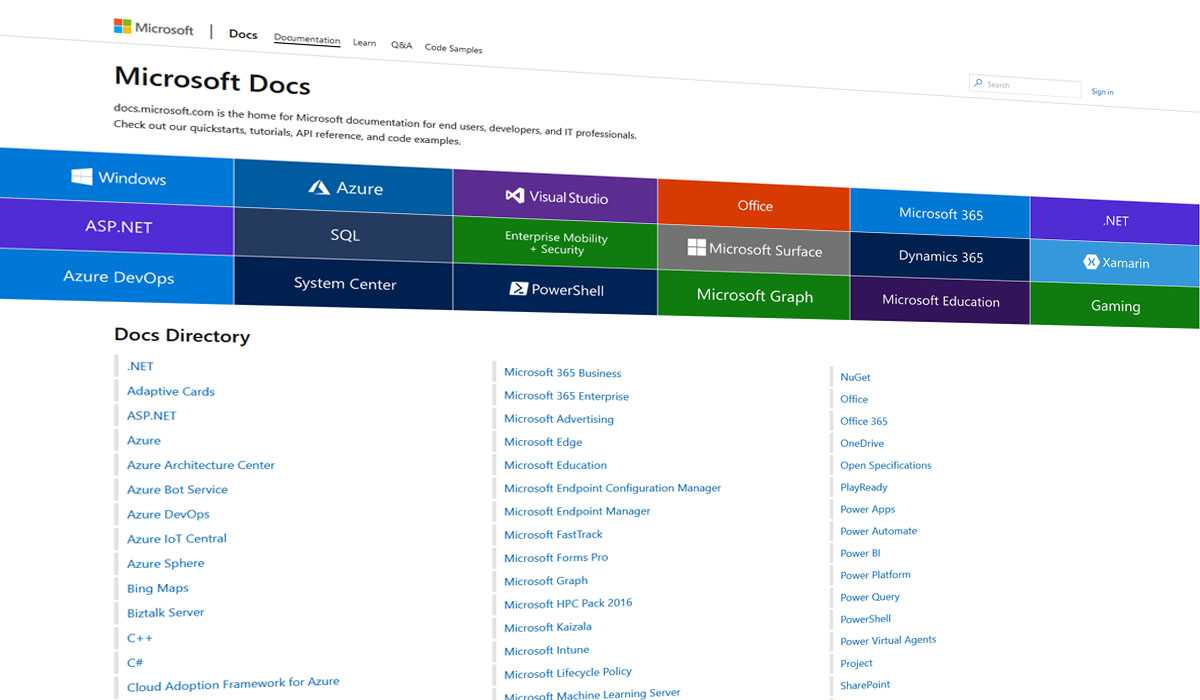 Microsoft | Docs Documentation Learn Q&A Code Samples
Microsoft Docs
Search
Sign in
docs.microsoft.com is the home for Microsoft documentation for end users, developers, and IT professionals.
Check out our quickstarts, tutorials, API reference, and code examples.
Windows
Azure
Visual Studio
Office
Microsoft 365
.NET
ASP.NET
SQL
Enterprise Mobility
+ Security
Microsoft Surface
Dynamics 365
Xamarin
Azure DevOps
System Center
PowerShell
Microsoft Graph
Microsoft Education
Gaming
Docs Directory
.NET
Adaptive Cards
ASP.NET
Azure
Azure Architecture Center
Azure Bot Service
Azure DevOps
Azure IoT Central
Azure Sphere
Bing Maps
Biztalk Server
C++
C#
Cloud Adoption Framework for Azure
Microsoft 365 Business
Microsoft 365 Enterprise
Microsoft Advertising
Microsoft Edge
Microsoft Education
Microsoft Endpoint Configuration Manager
Microsoft Endpoint Manager
Microsoft FastTrack
Microsoft Forms Pro
Microsoft Graph
Microsoft HPC Pack 2016
Microsoft Kaizala
Microsoft Intune
Microsoft Lifecycle Policy
Microsoft Machine Learning Server
NuGet
Office
Office 365
OneDrive
Open Specifications
PlayReady
Power Apps
Power Automate
Power BI
Power Platform
Power Query
PowerShell
Power Virtual Agents
Project
SharePoint